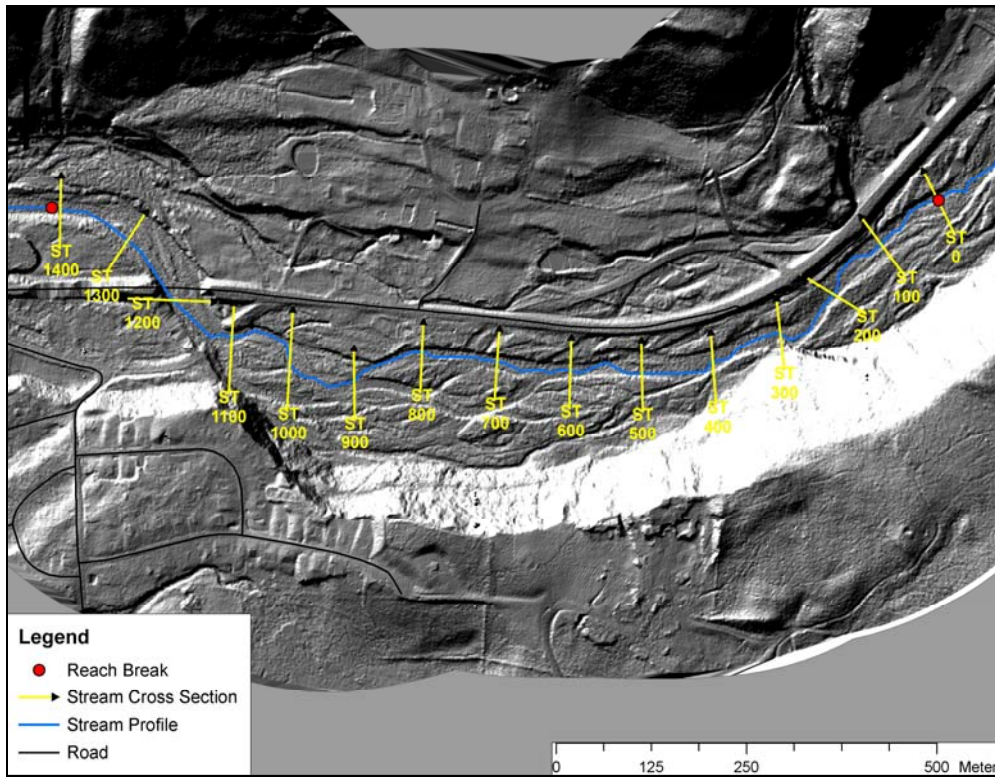 ST
0
ST
100
ST
200
ST
300
ST
400
ST
500
ST
600
ST
700
ST
800
ST
900
ST
1000
ST
1100
ST
1200
ST
1300
ST
1400
Legend
Reach Break
Stream Cross Section
Stream Profile
Road
0 125 250 500 Meter